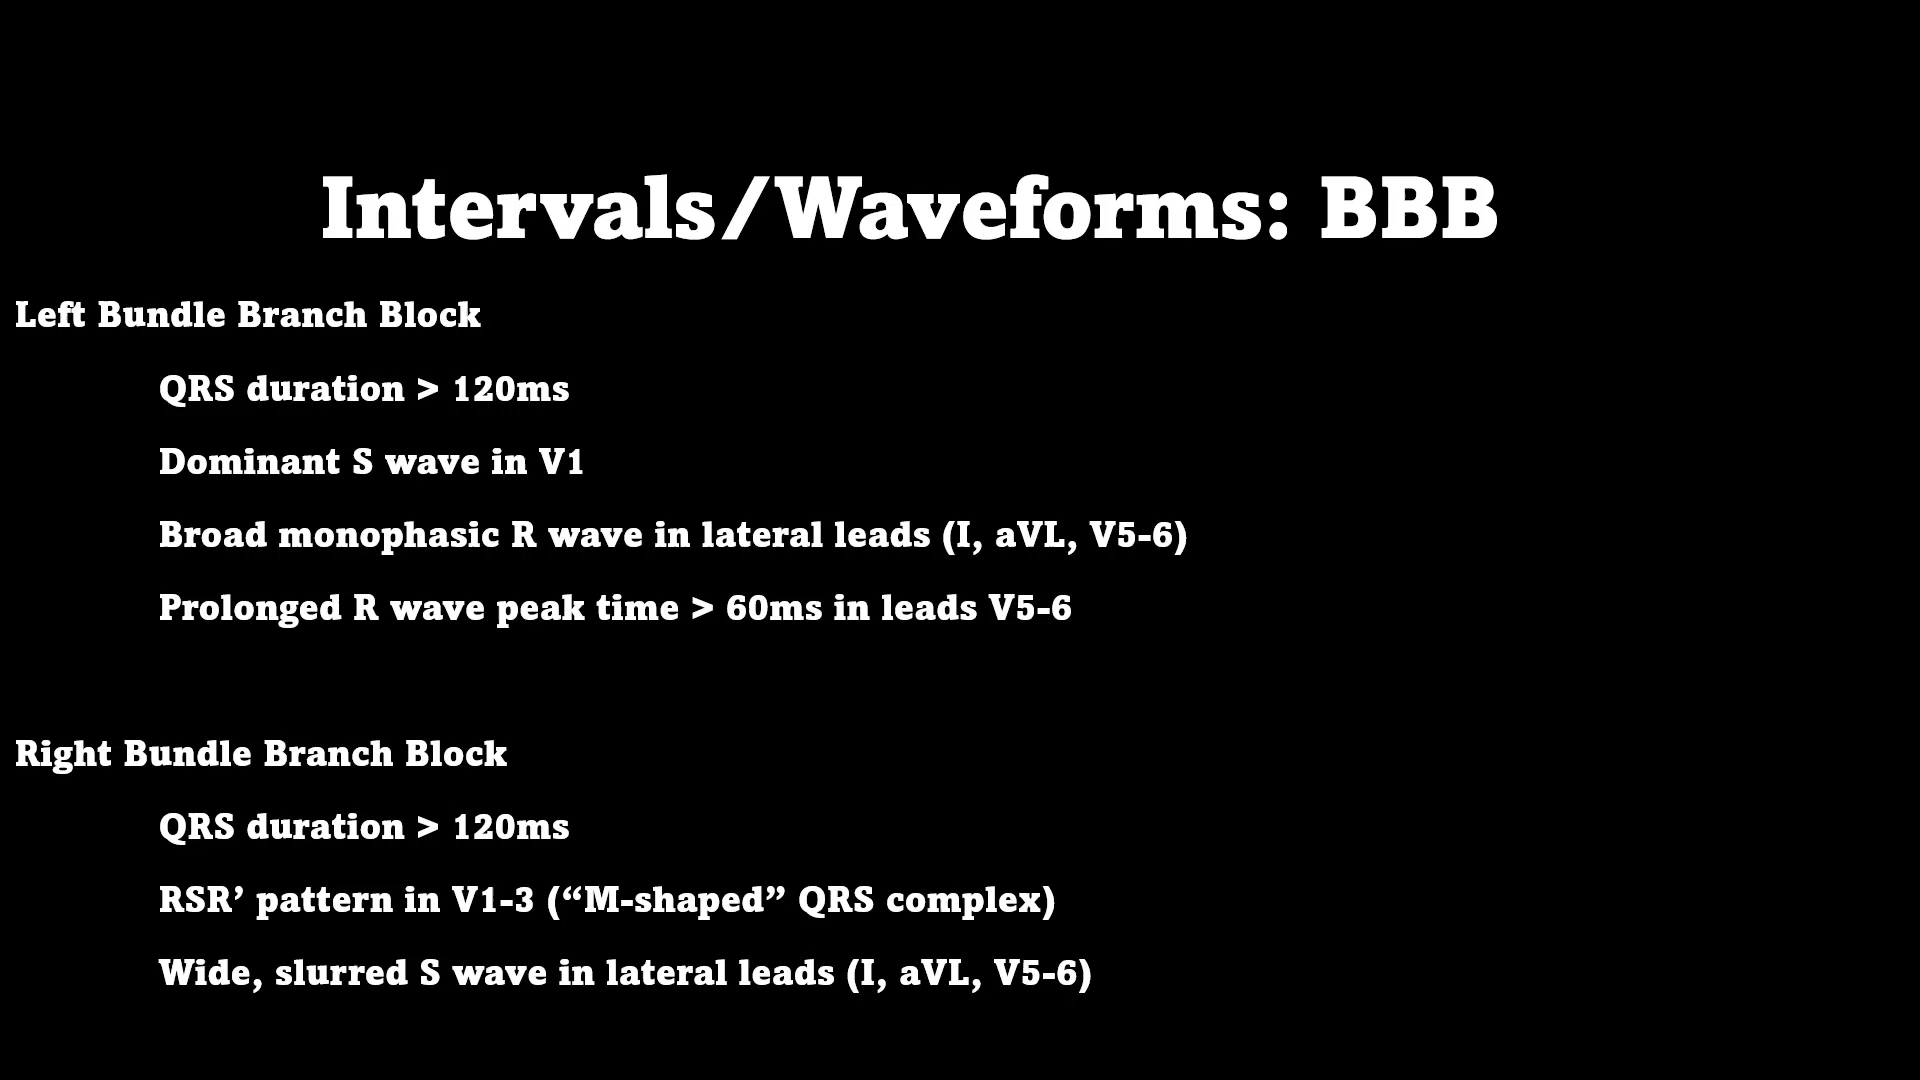 Intervals/Waveforms: BBB
Left Bundle Branch Block
QRS duration > 120ms
Dominant S wave in V1
Broad monophasic R wave in lateral leads (I, aVL, V5-6)
Prolonged R wave peak time > 60ms in leads V5-6
Right Bundle Branch Block
QRS duration > 120ms
RSR’ pattern in V1-3 (“M-shaped” QRS complex)
Wide, slurred S wave in lateral leads (I, aVL, V5-6)